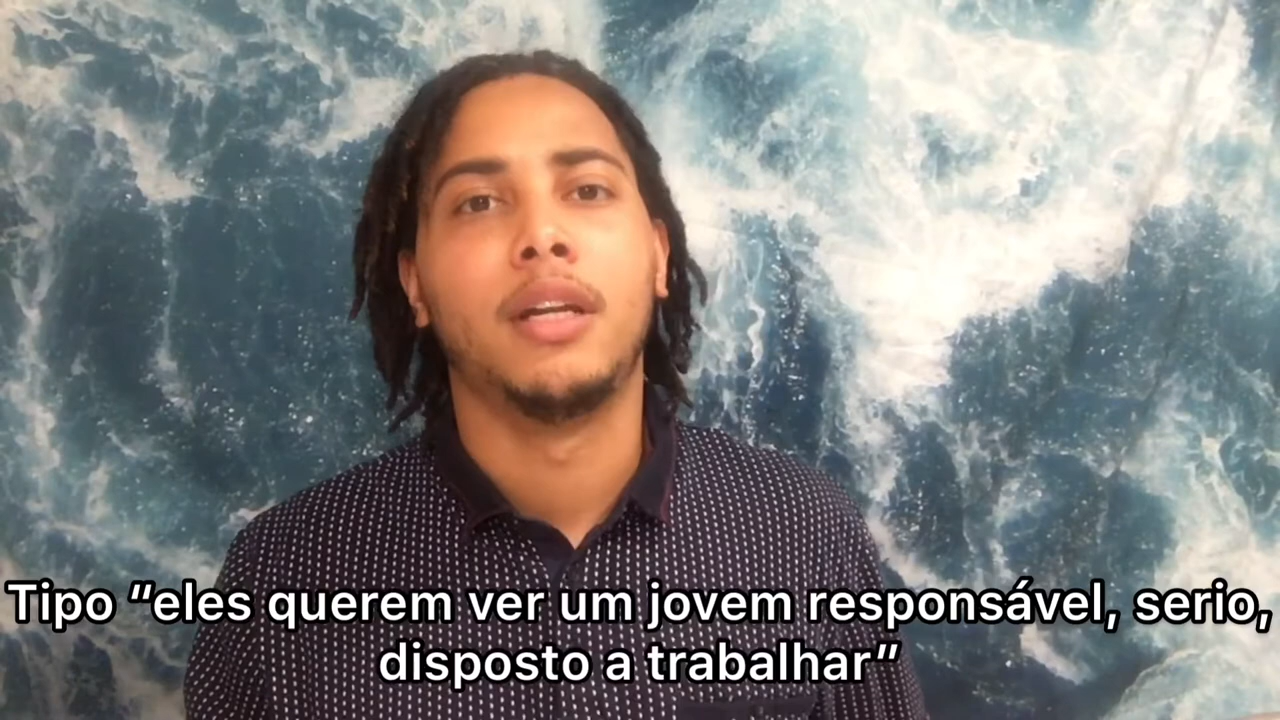 Tipo “eles querem ver um jovem responsável, serio,
disposto a trabalhar”